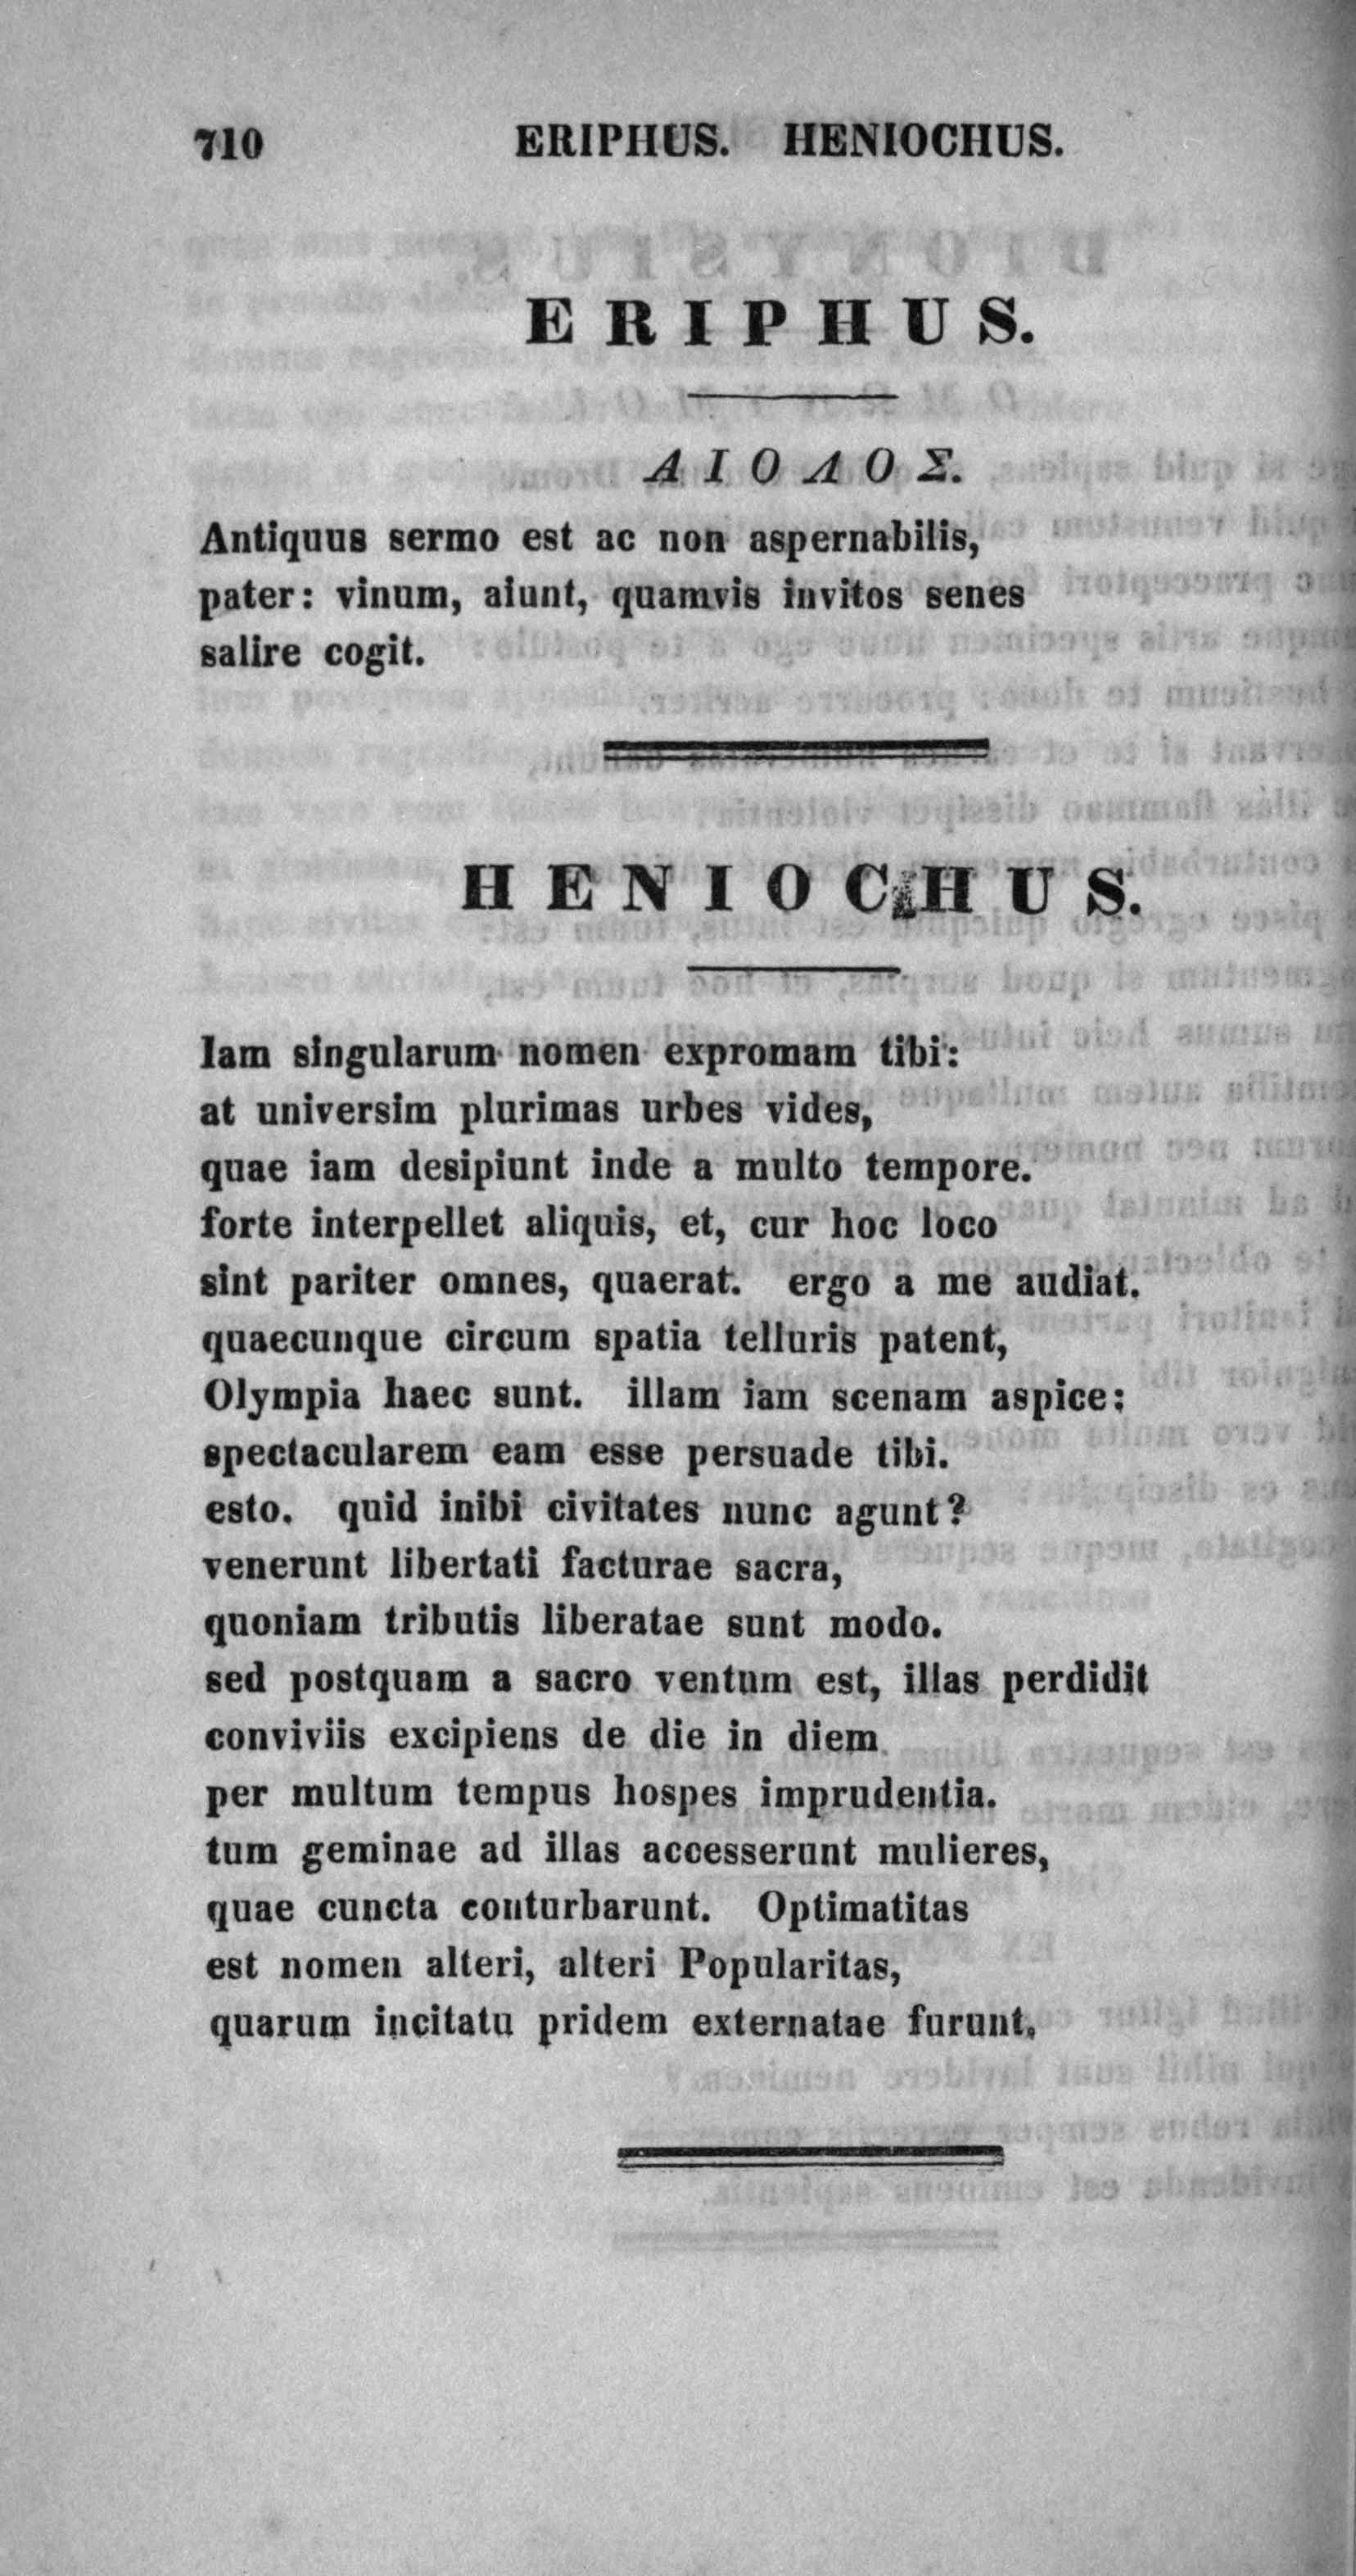 710 ERIPHUS. HENIOCHUS.
ERIPHUS.
ΑΙΟΛΟΣ.
Antiquus sermo est ac non aspernabilis,
pater: vinum, aiunt, quamvis invitos senes
salire cogit.
HENIOCHUS.
Iam singularum nomen expromam tibi:
at universim plurimas urbes vides,
quae iam desipiunt inde a multo tempore.
forte interpellet aliquis, et, cur hoc loco
sint pariter omnes, quaerat. ergo a me audiat.
quaecunque circum spatia telluris patent,
Olympia haec sunt. illam iam scenam aspice:
spectacularem eam esse persuade tibi.
esto. quid inibi civitates nunc agunt?
venerunt libertati facturae sacra,
quoniam tributis liberatae sunt modo.
sed postquam a sacro ventum est, illas perdidit
conviviis excipiens de die in diem
per multum tempus hospes imprudentia.
tum geminae ad illas accesserunt mulieres,
quae cuncta conturbarunt. Optimatitas
est nomen alteri, alteri Popularitas,
quarum incitatu pridem externatae furunt.